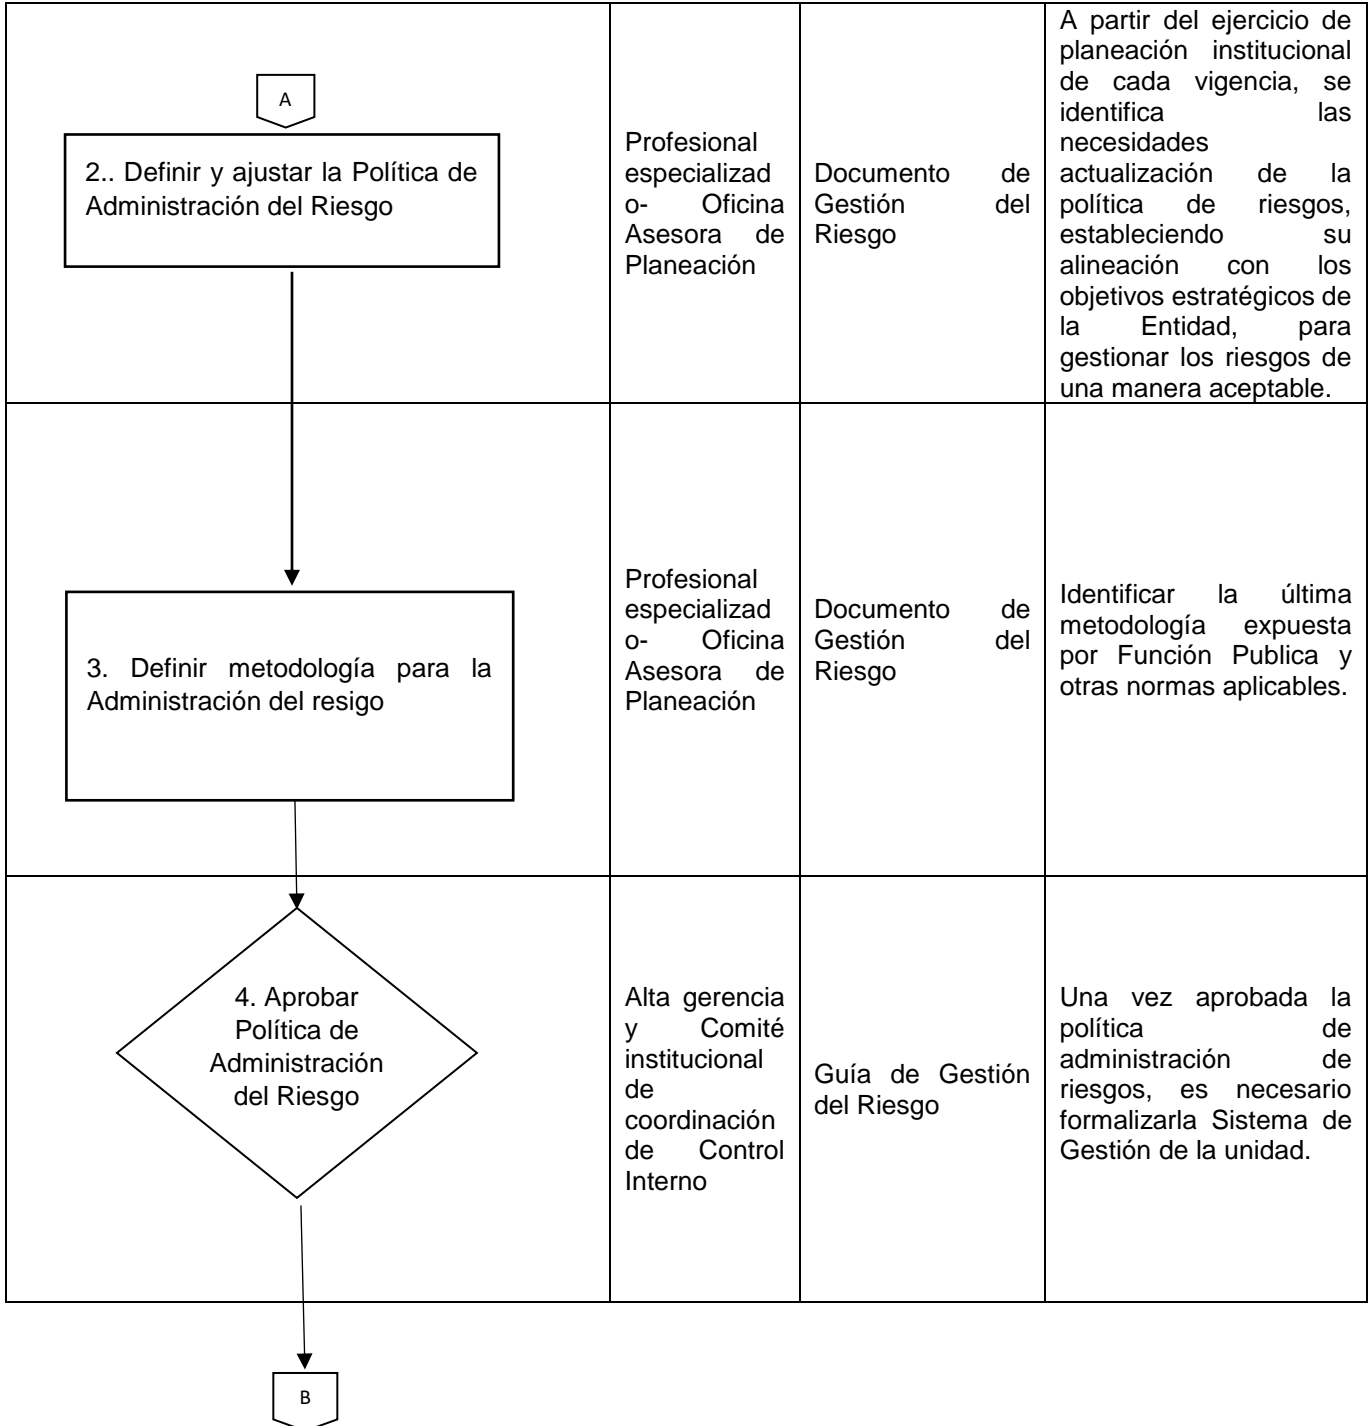 A
2.. Definir y ajustar la Política de
Administración del Riesgo
Profesional
especializad
o- Oficina
Asesora de
Planeación
Documento de
Gestión del
Riesgo
A partir del ejercicio de
planeación institucional
de cada vigencia, se
identifica las
necesidades
actualización de la
política de riesgos,
estableciendo su
alineación con los
objetivos estratégicos de
la Entidad, para
gestionar los riesgos de
una manera aceptable.
3. Definir metodología para la
Administración del resigo
Profesional
especializad
o- Oficina
Asesora de
Planeación
Documento de
Gestión del
Riesgo
Identificar la última
metodología expuesta
por Función Publica y
otras normas aplicables.
4. Aprobar
Política de
Administración
del Riesgo
Alta gerencia
y Comité
institucional
de
coordinación
de Control
Interno
Guía de Gestión
del Riesgo
Una vez aprobada la
política de
administración de
riesgos, es necesario
formalizarla Sistema de
Gestión de la unidad.
B